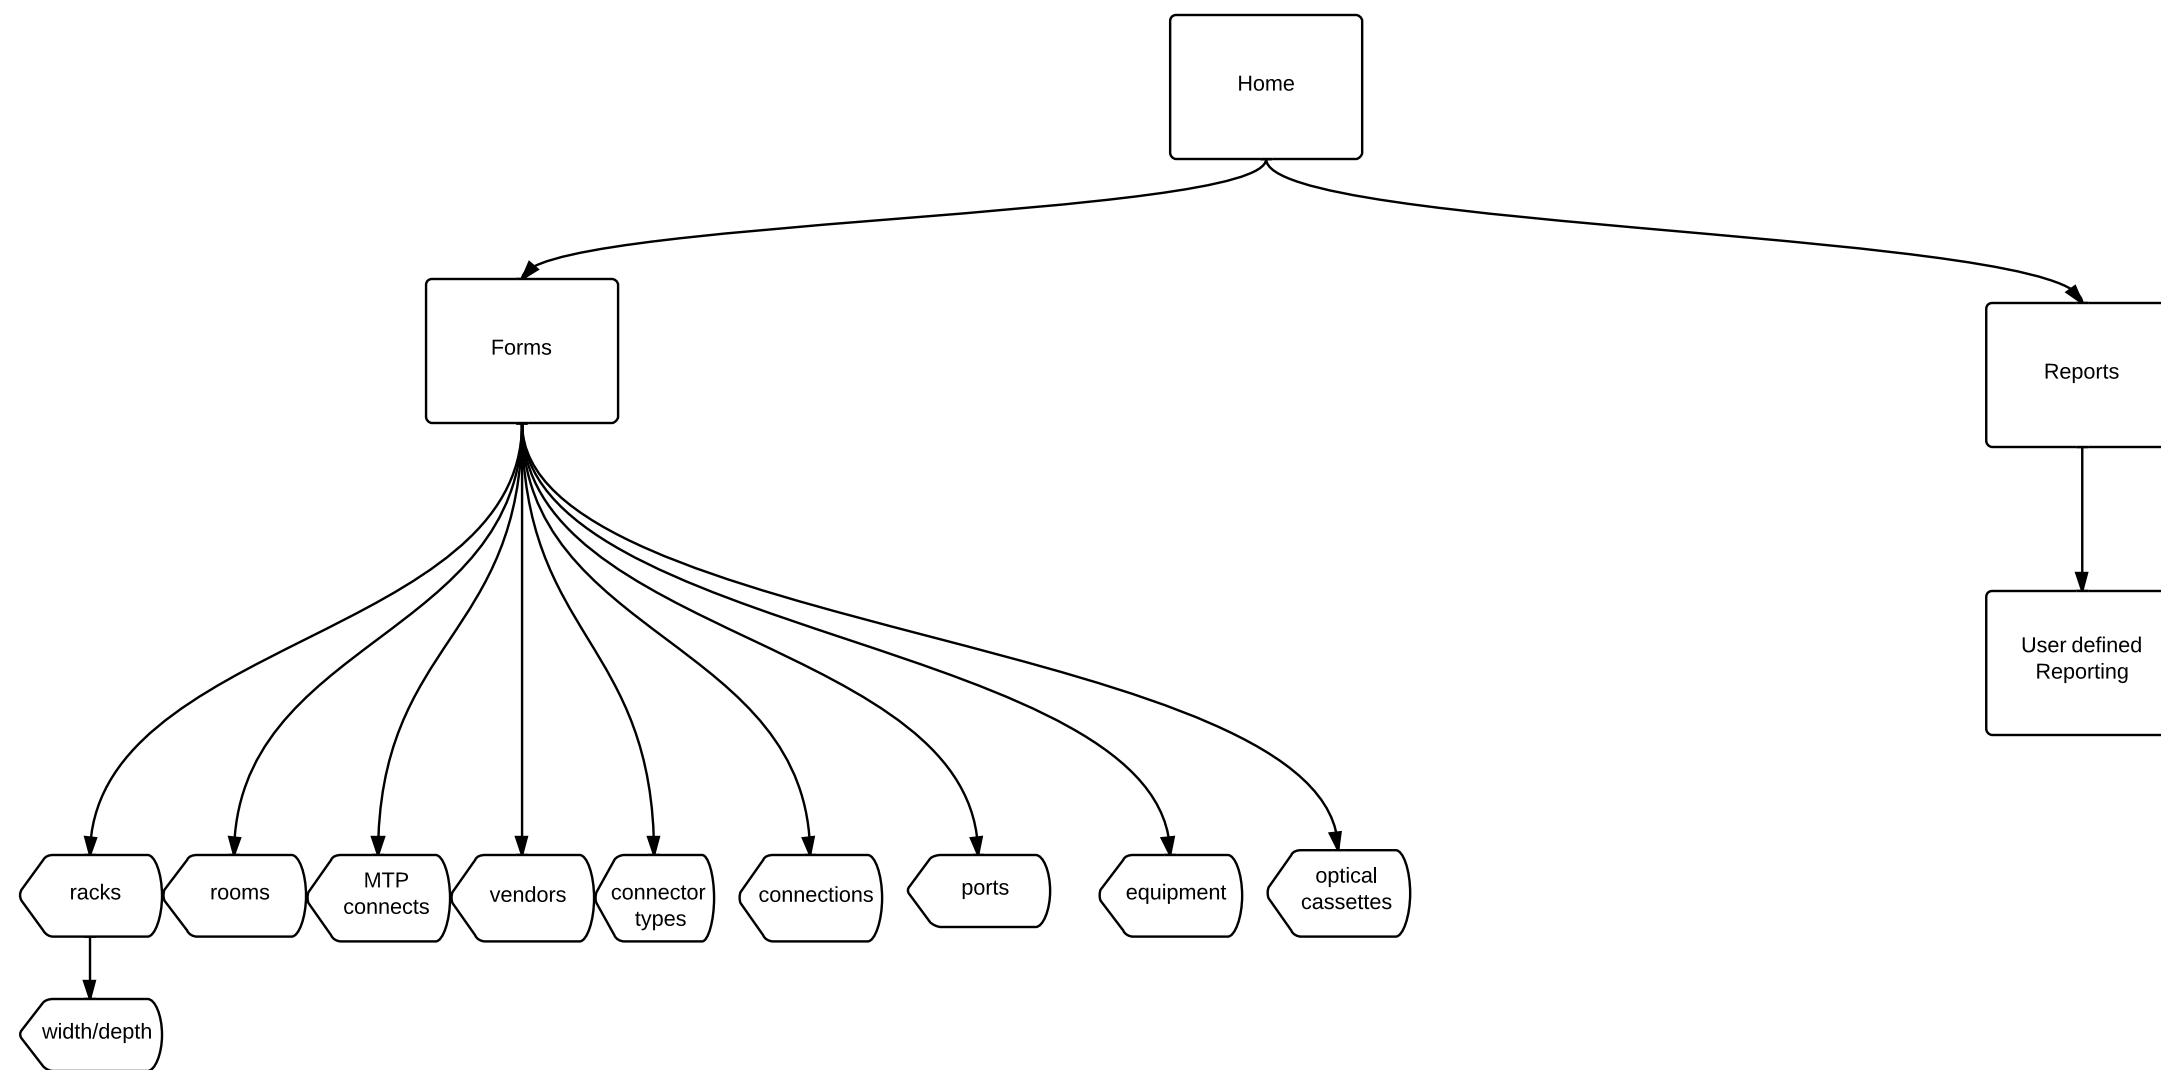 Home
Forms
Reports
User defined
Reporting
racks
rooms
MTP
connects
vendors
connector
types
connections
ports
equipment
optical
cassettes
width/depth